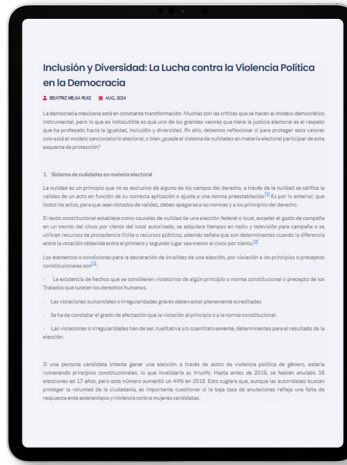 Inclusión y Diversidad: La Lucha contra la Violencia Política
en la Democracia
BEATRIZ MEJIA RUIZ AUG, 2024
La democracia mexicana está en constante transformación. Muchas son las críticas que se hacen al modelo democrático
instrumental, pero lo que es indiscutible es que uno de los grandes valores que tiene la justicia electoral es el respeto
que ha profesado hacia la igualdad, inclusión y diversidad. Por ello, debemos reflexionar si para proteger esos valores
solo está el modelo sancionatorio electoral, o bien ¿puede el sistema de nulidades en materia electoral participar de este
esquema de protección?
1. Sistema de nulidades en materia electoral
La nulidad es un principio que no es exclusivo de alguno de los campos del derecho, a través de la nulidad se califica la
validez de un acto en función de su correcta aplicación o ajuste a una norma preestablecida.[1] Es por lo anterior, que
todos los actos, para que sean dotados de validez, deben apegarse a las normas y a los principios del derecho.
El texto constitucional establece como causales de nulidad de una elección federal o local, exceder el gasto de campaña
en un monto del cinco por ciento del total autorizado, se adquiera tiempos en radio y televisión para campaña o se
utilicen recursos de procedencia ilícita o recursos públicos, además señala que son determinantes cuando la diferencia
entre la votación obtenida entre el primero y segundo lugar sea menor al cinco por ciento.[2]
Los elementos o condiciones para la declaración de invalidez de una elección, por violación a los principios o preceptos
constitucionales son[3]:
- La existencia de hechos que se consideren violatorios de algún principio o norma constitucional o precepto de los
Tratados que tutelan los derechos humanos.
- Las violaciones sustanciales o irregularidades graves deben estar plenamente acreditadas
- Se ha de constatar el grado de afectación que la violación al principio o a la norma constitucional.
- Las violaciones o irregularidades han de ser, cualitativa y/o cuantitativamente, determinantes para el resultado de la
elección.
Si una persona candidata intenta ganar una elección a través de actos de violencia política de género, estaría
vulnerando principios constitucionales, lo que invalidaría su triunfo. Hasta antes de 2018, se habían anulado 38
elecciones en 17 años, pero este número aumentó un 44% en 2018. Esto sugiere que, aunque las autoridades buscan
proteger la voluntad de la ciudadanía, es importante cuestionar si la baja tasa de anulaciones refleja una falta de
respuesta ante estereotipos y violencia contra mujeres candidatas.